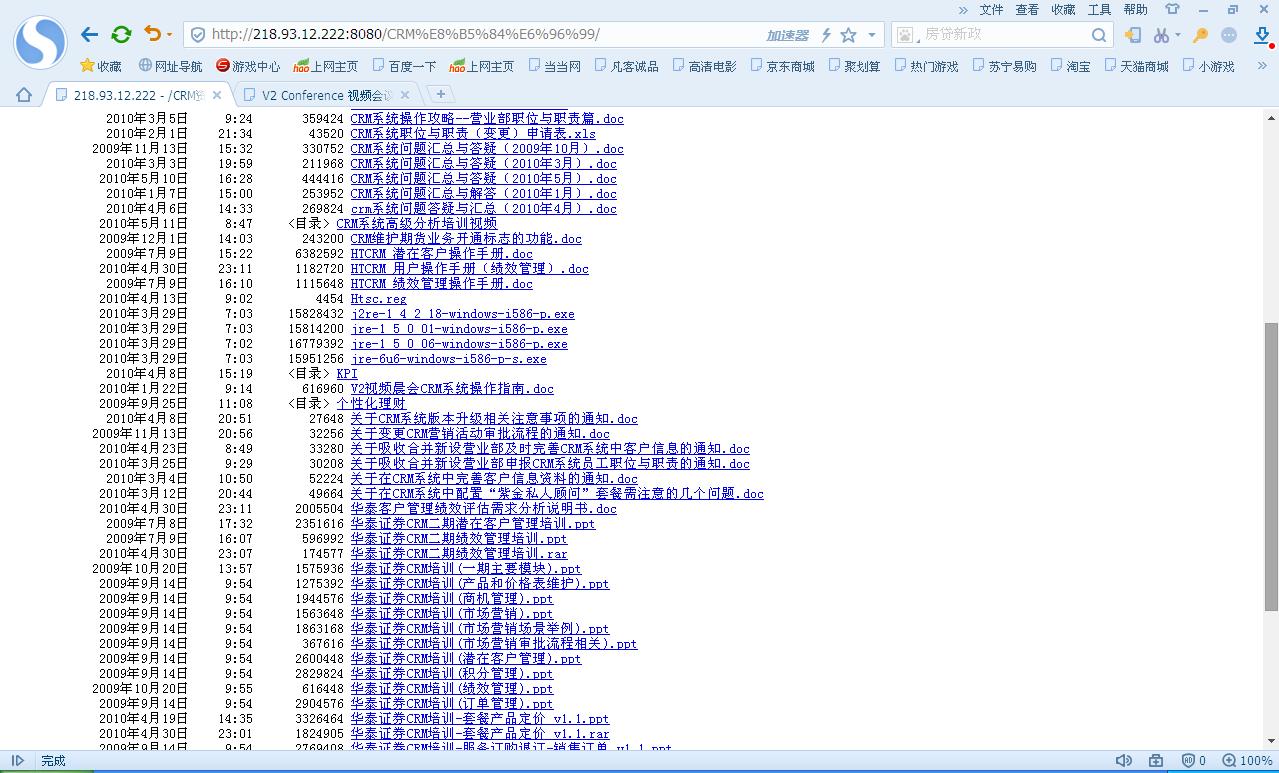 » 文件 查看 收藏 工具 帮助
http://218.93.12.222:8080/CRM%E8%B5%84%E6%96%99/ 加速器 房贷新政
收藏 网址导航 游戏中心 hao上网主页 百度一下 hao上网主页 当当网 凡客诚品 高清电影 京东商城 聚划算 热门游戏 苏宁易购 淘宝 天猫商城 小游戏 »
218.93.12.222 - /CRM资 × V2 Conference 视频会议 × +
2010年3月5日 9:24 359424 CRM系统操作攻略--营业部职位与职责篇.doc
2010年2月1日 21:34 43520 CRM系统职位与职责（变更）申请表.xls
2009年11月13日 15:32 330752 CRM系统问题汇总与答疑（2009年10月）.doc
2010年3月3日 19:59 211968 CRM系统问题汇总与答疑（2010年3月）.doc
2010年5月10日 16:28 444416 CRM系统问题汇总与答疑（2010年5月）.doc
2010年1月7日 15:00 253952 CRM系统问题汇总与解答（2010年1月）.doc
2010年4月6日 14:33 269824 crm系统问题答疑与汇总（2010年4月）.doc
2010年5月11日 8:47 <目录> CRM系统高级分析培训视频
2009年12月1日 14:03 243200 CRM维护期货业务开通标志的功能.doc
2009年7月9日 15:22 6382592 HTCRM 潜在客户操作手册.doc
2010年4月30日 23:11 1182720 HTCRM 用户操作手册（绩效管理）.doc
2009年7月9日 16:10 1115648 HTCRM 绩效管理操作手册.doc
2010年4月13日 9:02 4454 Htsc.reg
2010年3月29日 7:03 15828432 j2re-1_4_2_18-windows-i586-p.exe
2010年3月29日 7:03 15814200 jre-1_5_0_01-windows-i586-p.exe
2010年3月29日 7:02 16779392 jre-1_5_0_06-windows-i586-p.exe
2010年3月29日 7:03 15951256 jre-6u6-windows-i586-p-s.exe
2010年4月8日 15:19 <目录> KPI
2010年1月22日 9:14 616960 V2视频晨会CRM系统操作指南.doc
2009年9月25日 11:08 <目录> 个性化理财
2010年4月8日 20:51 27648 关于CRM系统版本升级相关注意事项的通知.doc
2009年11月13日 20:56 32256 关于变更CRM营销活动审批流程的通知.doc
2010年4月23日 8:49 33280 关于吸收合并新设营业部及时完善CRM系统中客户信息的通知.doc
2010年3月25日 9:29 30208 关于吸收合并新设营业部申报CRM系统员工职位与职责的通知.doc
2010年3月4日 10:50 52224 关于在CRM系统中完善客户信息资料的通知.doc
2010年3月12日 20:44 49664 关于在CRM系统中配置“紫金私人顾问”套餐需注意的几个问题.doc
2010年4月30日 23:11 2005504 华泰客户管理绩效评估需求分析说明书.doc
2009年7月8日 17:32 2351616 华泰证券CRM二期潜在客户管理培训.ppt
2009年7月9日 16:07 596992 华泰证券CRM二期绩效管理培训.ppt
2010年4月30日 23:07 174577 华泰证券CRM二期绩效管理培训.rar
2009年10月20日 13:57 1575936 华泰证券CRM培训(一期主要模块).ppt
2009年9月14日 9:54 1275392 华泰证券CRM培训(产品和价格表维护).ppt
2009年9月14日 9:54 1944576 华泰证券CRM培训(商机管理).ppt
2009年9月14日 9:54 1563648 华泰证券CRM培训(市场营销).ppt
2009年9月14日 9:54 1863168 华泰证券CRM培训(市场营销场景举例).ppt
2009年9月14日 9:54 367616 华泰证券CRM培训(市场营销审批流程相关).ppt
2009年9月14日 9:54 2600448 华泰证券CRM培训(潜在客户管理).ppt
2009年9月14日 9:54 2829824 华泰证券CRM培训(积分管理).ppt
2009年10月20日 9:55 616448 华泰证券CRM培训(绩效管理).ppt
2009年9月14日 9:54 2904576 华泰证券CRM培训(订单管理).ppt
2010年4月19日 14:35 3326464 华泰证券CRM培训-套餐产品定价_v1.1.ppt
2010年4月30日 23:01 1824905 华泰证券CRM培训-套餐产品定价_v1.1.rar
2009年9月14日 9:54 2769408 华泰证券CRM培训-服务订购退订-销售订单_v1.1.ppt
完成 0 100%